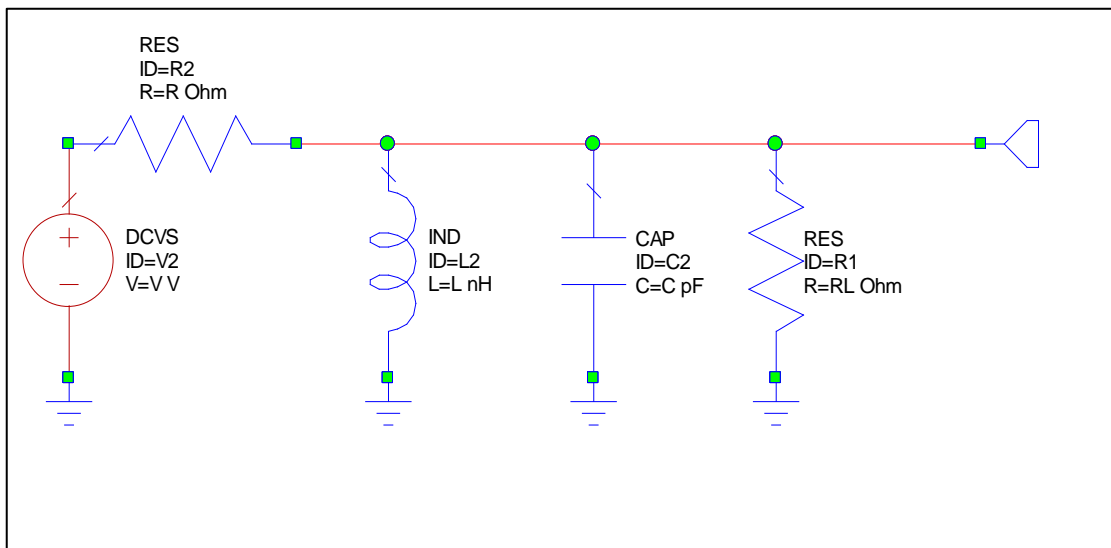 RES
ID=R2
R=R Ohm
DCVS
ID=V2
V=V V
IND
ID=L2
L=L nH
CAP
ID=C2
C=C pF
RES
ID=R1
R=RL Ohm